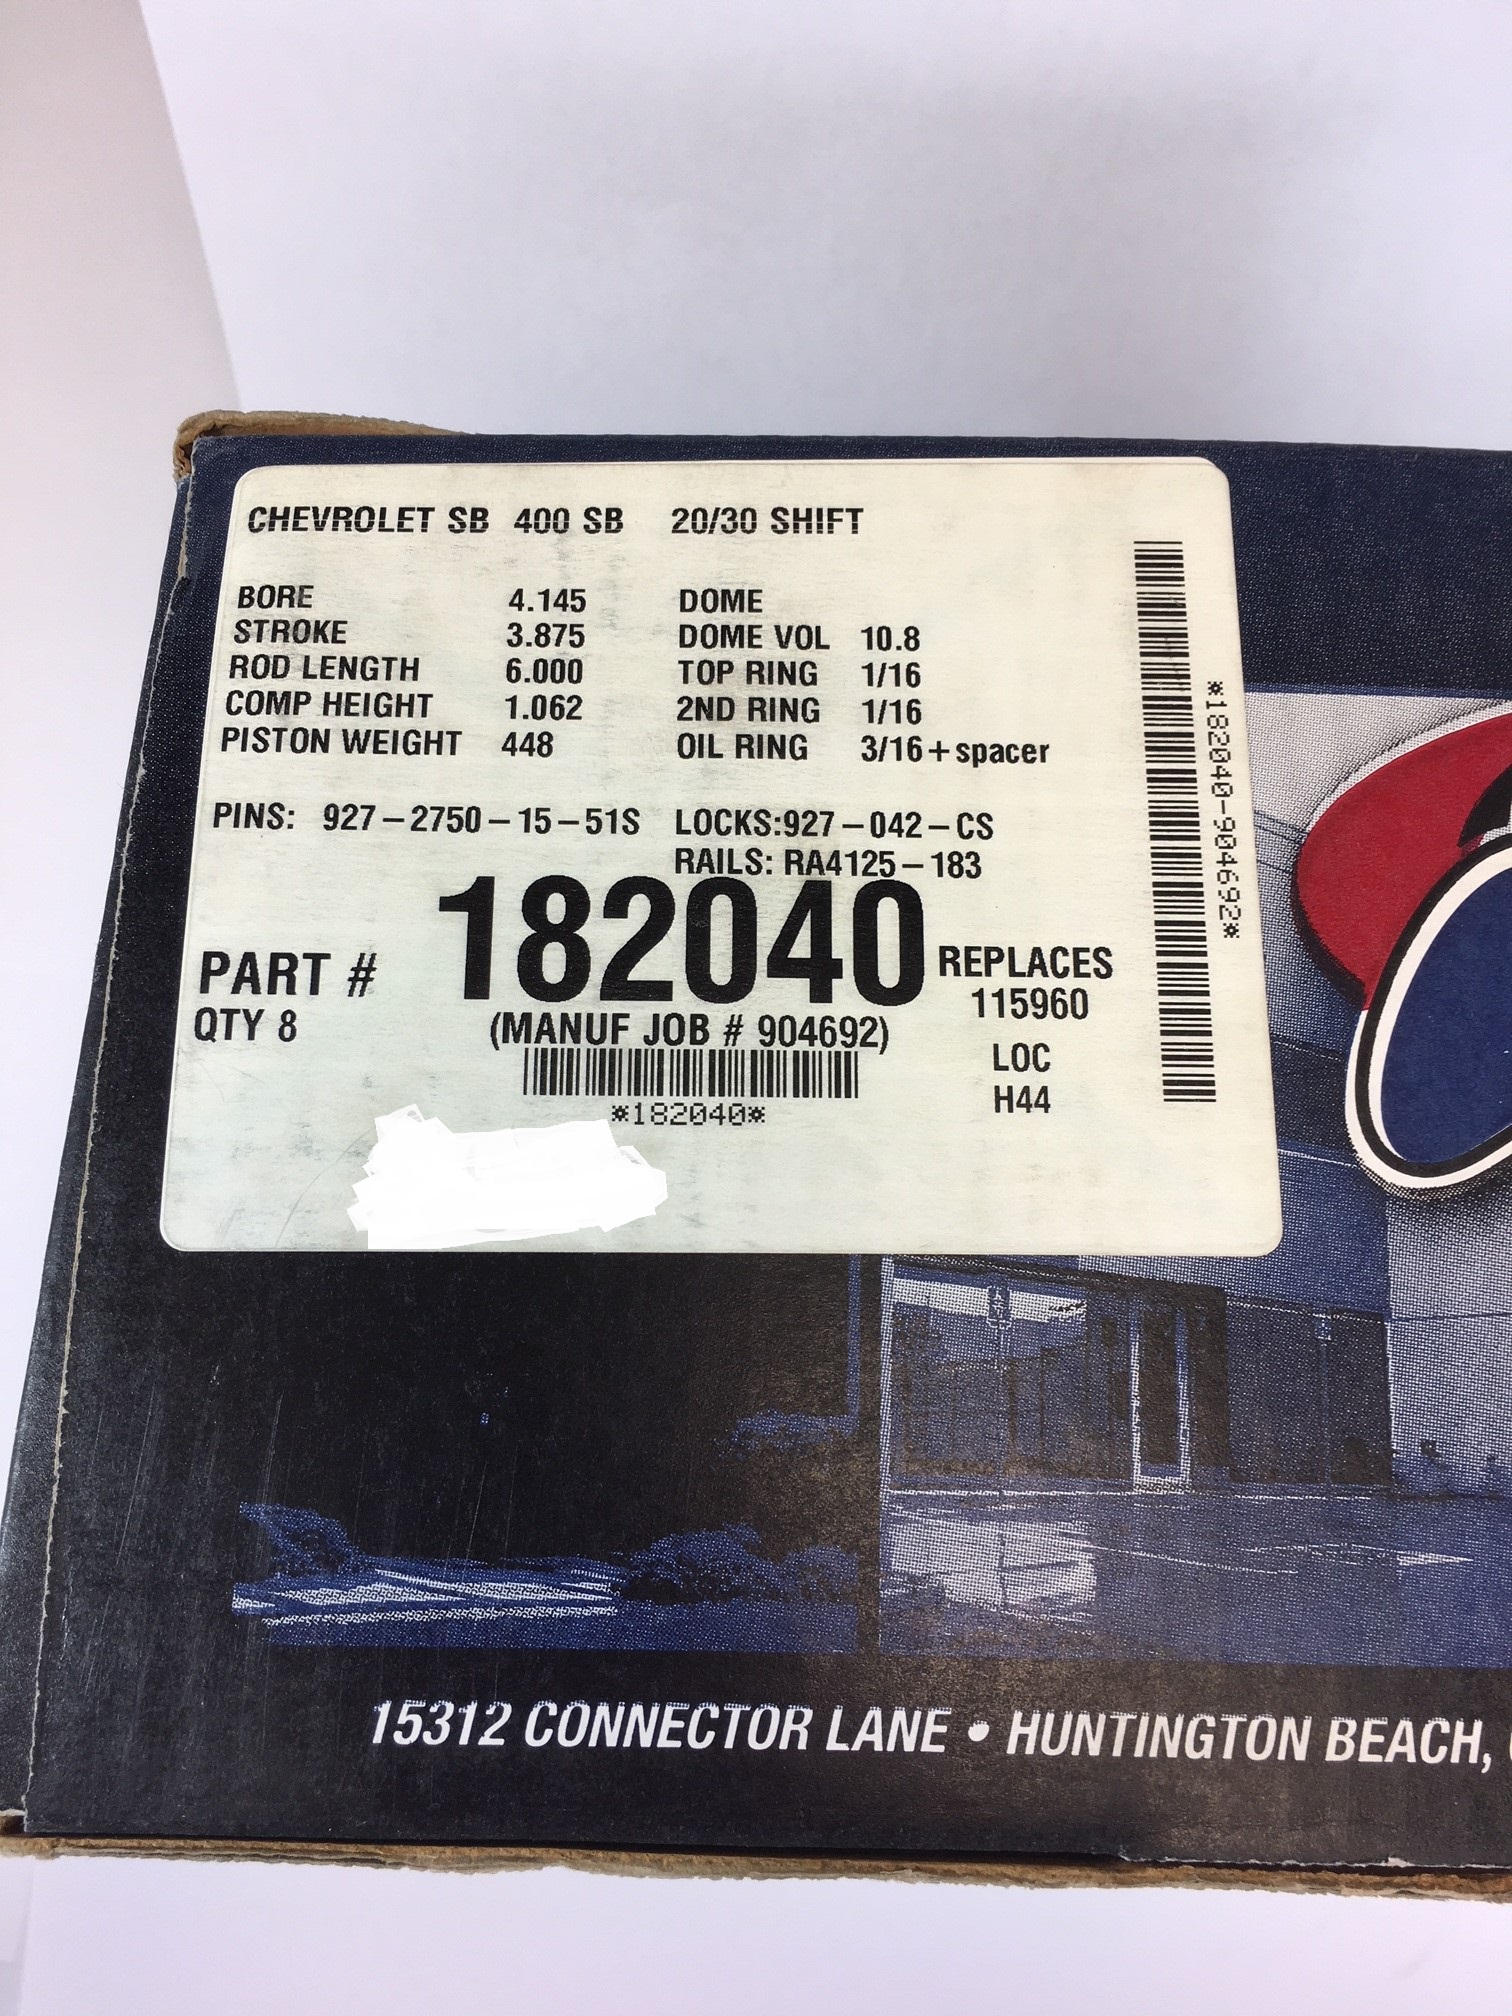 CHEVROLET SB 400 SB 20/30 SHIFT
BORE 4.145 DOME
STROKE 3.875 DOME VOL 10.8
ROD LENGTH 6.000 TOP RING 1/16
COMP HEIGHT 1.062 2ND RING 1/16
PISTON WEIGHT 448 OIL RING 3/16+spacer
PINS: 927-2750-15-51S LOCKS:927-042-CS
RAILS: RA4125-183
PART # 182040 REPLACES
115960
QTY 8 (MANUF JOB # 904692)
LOC
H44
*182040*
*182040-904692*
15312 CONNECTOR LANE • HUNTINGTON BEACH,